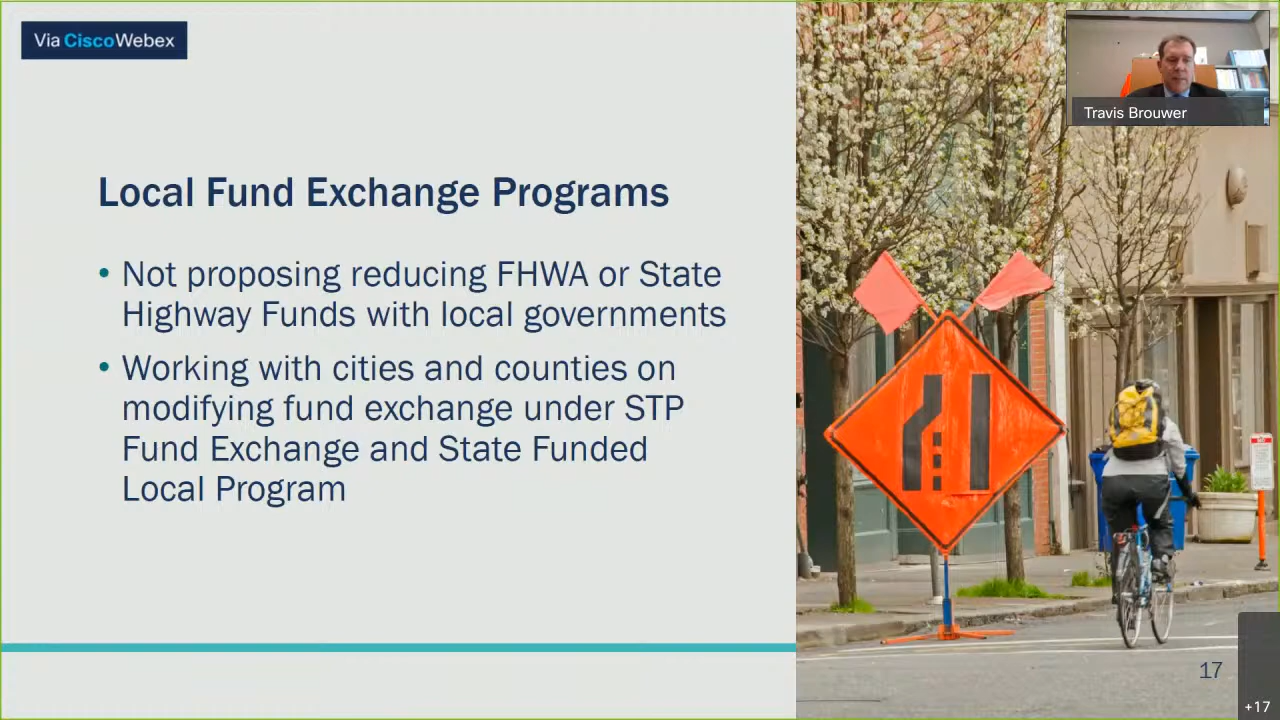 Via CiscoWebex
Travis Brouwer
Local Fund Exchange Programs
• Not proposing reducing FHWA or State
Highway Funds with local governments
• Working with cities and counties on
modifying fund exchange under STP
Fund Exchange and State Funded
Local Program
17
+17